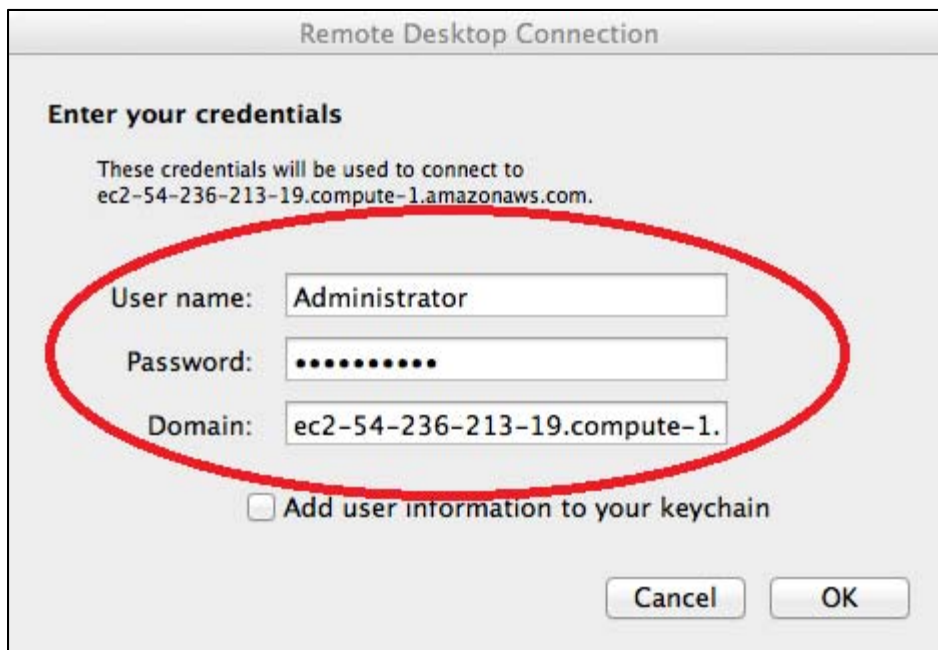 Remote Desktop Connection
Enter your credentials
These credentials will be used to connect to
ec2-54-236-213-19.compute-1.amazonaws.com.
User name: Administrator
Password: ••••••••••
Domain: ec2-54-236-213-19.compute-1.
Add user information to your keychain
Cancel OK